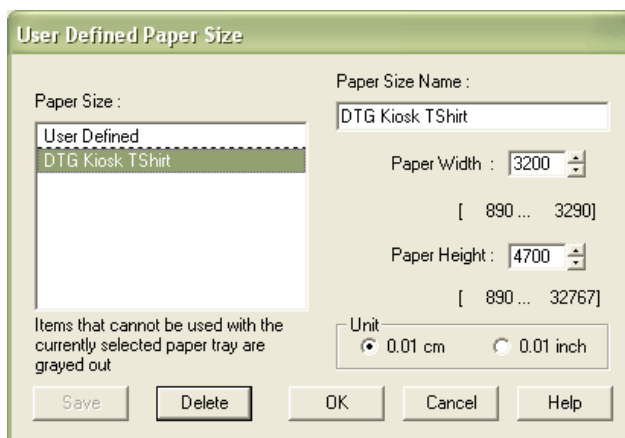 User Defined Paper Size
Paper Size :
User Defined
DTG Kiosk TShirt
Items that cannot be used with the
currently selected paper tray are
grayed out
Paper Size Name :
DTG Kiosk TShirt
Paper Width : 3200
[ 890 ... 3290]
Paper Height : 4700
[ 890 ... 32767]
Unit
0.01 cm 0.01 inch
Save Delete OK Cancel Help